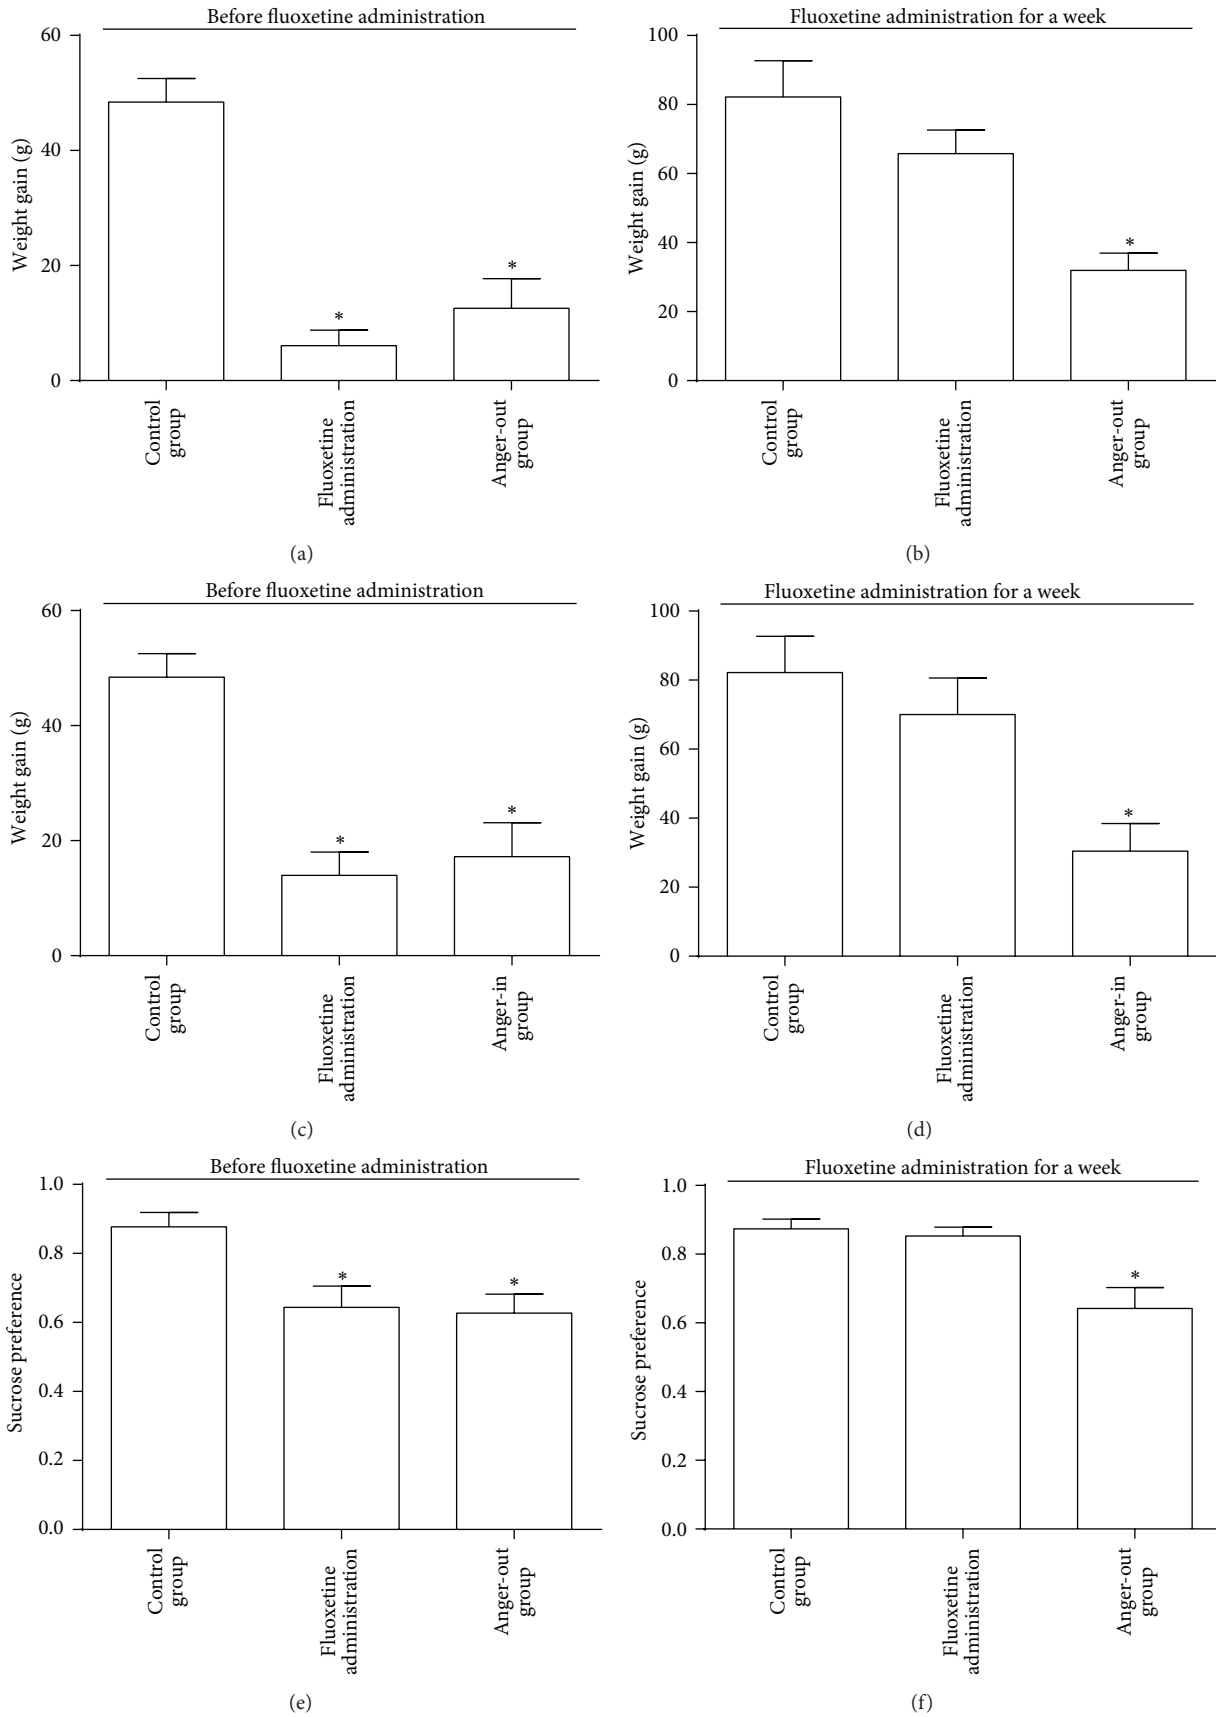 Before fluoxetine administration
60
40
20
0
Weight gain (g)
*
*
Control
group
Fluoxetine
administration
Anger-out
group
(a)
Fluoxetine administration for a week
100
80
60
40
20
0
Weight gain (g)
*
Control
group
Fluoxetine
administration
Anger-out
group
(b)
Before fluoxetine administration
60
40
20
0
Weight gain (g)
*
*
Control
group
Fluoxetine
administration
Anger-in
group
(c)
Fluoxetine administration for a week
100
80
60
40
20
0
Weight gain (g)
*
Control
group
Fluoxetine
administration
Anger-in
group
(d)
Before fluoxetine administration
1.0
0.8
0.6
0.4
0.2
0.0
Sucrose preference
*
*
Control
group
Fluoxetine
administration
Anger-out
group
(e)
Fluoxetine administration for a week
1.0
0.8
0.6
0.4
0.2
0.0
Sucrose preference
*
Control
group
Fluoxetine
administration
Anger-out
group
(f)